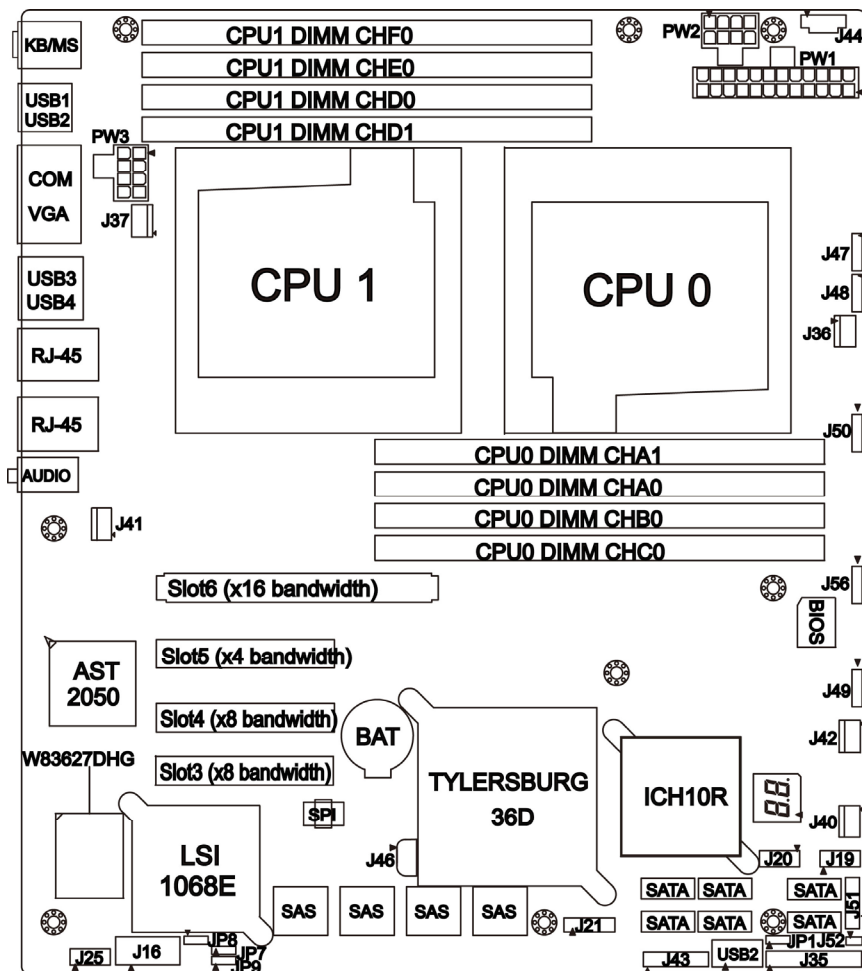 KB/MS
CPU1 DIMM CHF0
PW2
J44
CPU1 DIMM CHE0
PW1
USB1
USB2
CPU1 DIMM CHD0
CPU1 DIMM CHD1
PW3
COM
VGA
J37
CPU 1
CPU 0
J47
J48
J36
USB3
USB4
RJ-45
RJ-45
J50
AUDIO
CPU0 DIMM CHA1
CPU0 DIMM CHA0
CPU0 DIMM CHB0
CPU0 DIMM CHC0
J41
Slot6 (x16 bandwidth)
J56
BIOS
AST
2050
Slot5 (x4 bandwidth)
J49
Slot4 (x8 bandwidth)
BAT
J42
W83627DHG
Slot3 (x8 bandwidth)
TYLERSBURG
36D
ICH10R
8.8.
SPI
J40
LSI
1068E
J46
J20
J19
SAS
SAS
SAS
SAS
SATA
SATA
SATA
J51
SATA
SATA
SATA
J21
J25
J16
JP8
JP7
JP9
J43
USB2
JP1
J52
J35